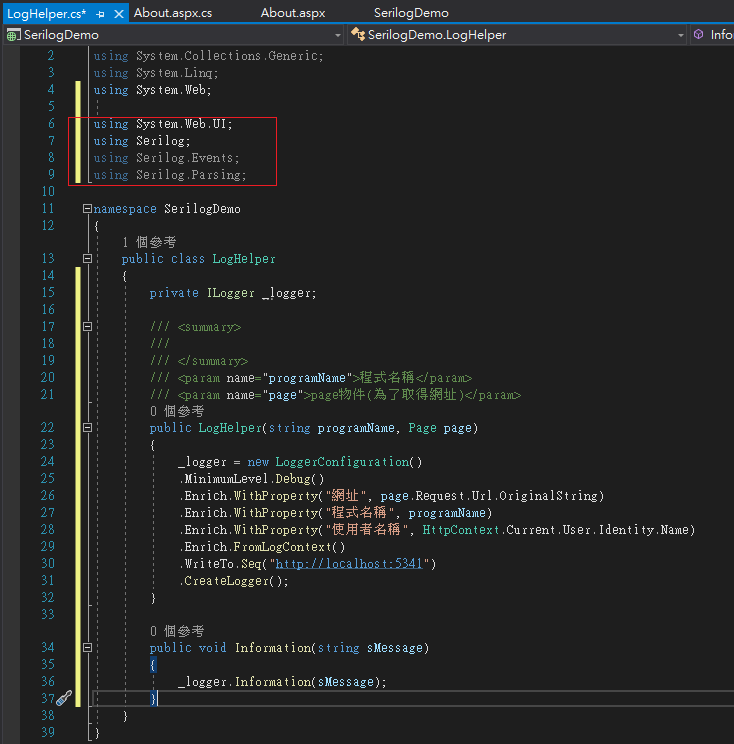 LogHelper.cs* About.aspx.cs About.aspx SerilogDemo
SerilogDemo SerilogDemo.LogHelper Info
2 using System.Collections.Generic;
3 using System.Linq;
4 using System.Web;
5
6 using System.Web.UI;
7 using Serilog;
8 using Serilog.Events;
9 using Serilog.Parsing;
10
11 namespace SerilogDemo
12 {
1 個參考
13 public class LogHelper
14 {
15 private ILogger _logger;
16
17 /// <summary>
18 ///
19 /// </summary>
20 /// <param name="programName">程式名稱</param>
21 /// <param name="page">page物件(為了取得網址)</param>
0 個參考
22 public LogHelper(string programName, Page page)
23 {
24 _logger = new LoggerConfiguration()
25 .MinimumLevel.Debug()
26 .Enrich.WithProperty("網址", page.Request.Url.OriginalString)
27 .Enrich.WithProperty("程式名稱", programName)
28 .Enrich.WithProperty("使用者名稱", HttpContext.Current.User.Identity.Name)
29 .Enrich.FromLogContext()
30 .WriteTo.Seq("http://localhost:5341")
31 .CreateLogger();
32 }
33
0 個參考
34 public void Information(string sMessage)
35 {
36 _logger.Information(sMessage);
37 }
38 }
39 }